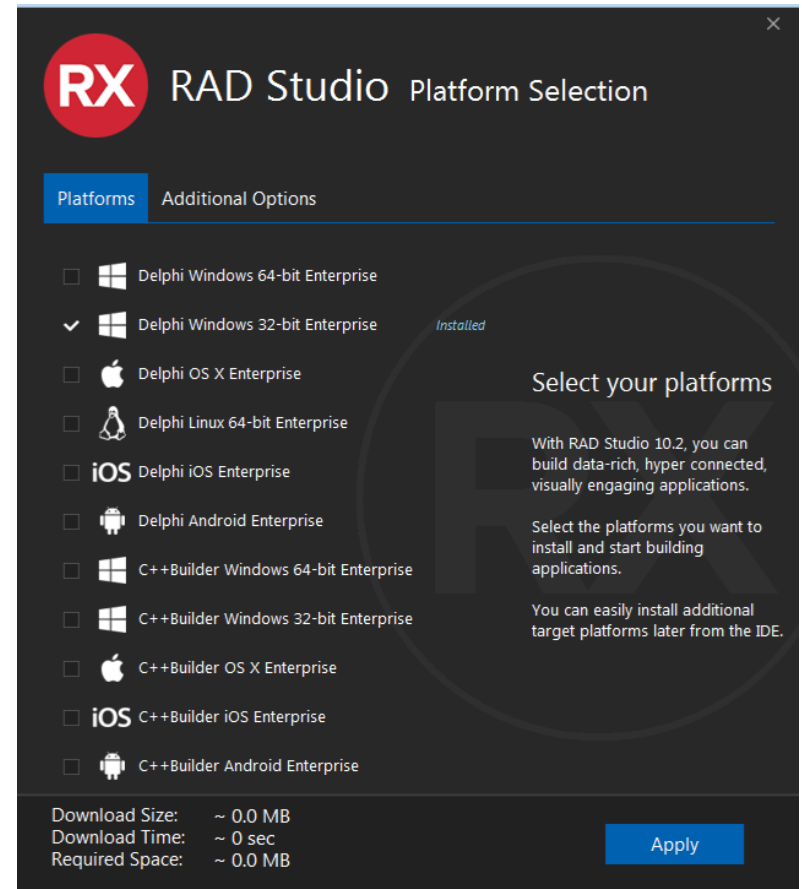 RX RAD Studio Platform Selection
Platforms Additional Options
Delphi Windows 64-bit Enterprise
Delphi Windows 32-bit Enterprise Installed
Delphi OS X Enterprise
Delphi Linux 64-bit Enterprise
iOS Delphi iOS Enterprise
Delphi Android Enterprise
C++Builder Windows 64-bit Enterprise
C++Builder Windows 32-bit Enterprise
C++Builder OS X Enterprise
iOS C++Builder iOS Enterprise
C++Builder Android Enterprise
RX
Select your platforms
With RAD Studio 10.2, you can
build data-rich, hyper connected,
visually engaging applications.
Select the platforms you want to
install and start building
applications.
You can easily install additional
target platforms later from the IDE.
Download Size: ~ 0.0 MB
Download Time: ~ 0 sec
Required Space: ~ 0.0 MB
Apply